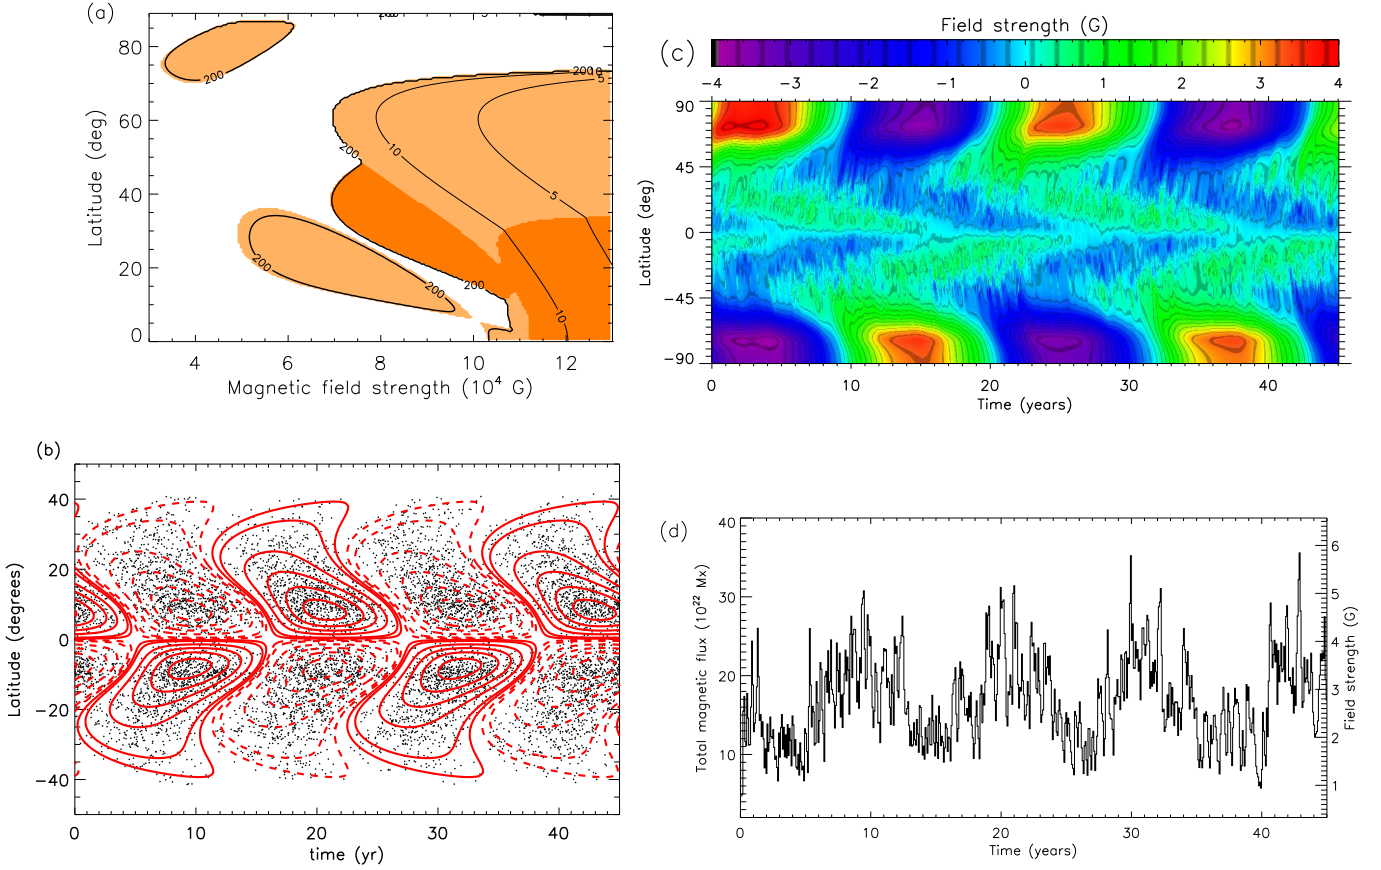 (a)
80
60
40
20
0
Latitude (deg)
4 6 8 10 12
Magnetic field strength (10⁴ G)
200
200
10
5
5
200
200
200
10
Field strength (G)
(c)
−4 −3 −2 −1 0 1 2 3 4
90
45
0
−45
−90
Latitude (deg)
0 10 20 30 40
Time (years)
(b)
40
20
0
−20
−40
Latitude (degrees)
0 10 20 30 40
time (yr)
(d)
40
30
20
10
Total magnetic flux (10²² Mx)
6
5
4
3
2
1
Field strength (G)
0 10 20 30 40
Time (years)